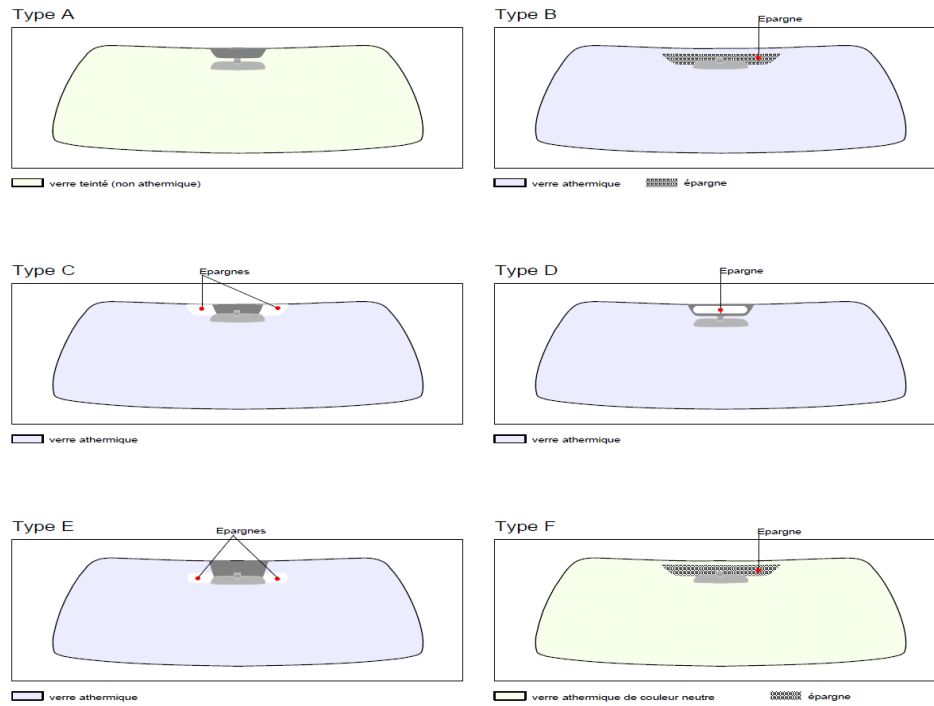 Type A
verre teinté (non athermique)
Type B
Epargne
verre athermique épargne
Type C
Epargnes
verre athermique
Type D
Epargne
verre athermique
Type E
Epargnes
verre athermique
Type F
Epargne
verre athermique de couleur neutre épargne